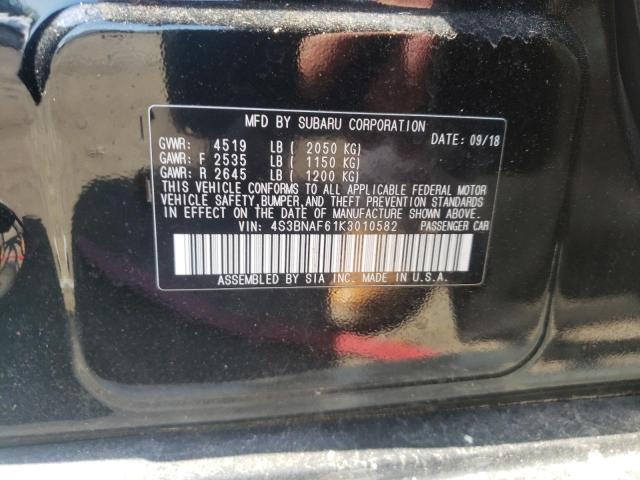 MFD BY SUBARU CORPORATION
GVWR: 4519 LB ( 2050 KG) DATE: 09/18
GAWR: F 2535 LB ( 1150 KG)
GAWR: R 2645 LB ( 1200 KG)
THIS VEHICLE CONFORMS TO ALL APPLICABLE FEDERAL MOTOR
VEHICLE SAFETY, BUMPER, AND THEFT PREVENTION STANDARDS
IN EFFECT ON THE DATE OF MANUFACTURE SHOWN ABOVE.
VIN: 4S3BNAF61K3010582 PASSENGER CAR
ASSEMBLED BY SIA INC. MADE IN U.S.A.